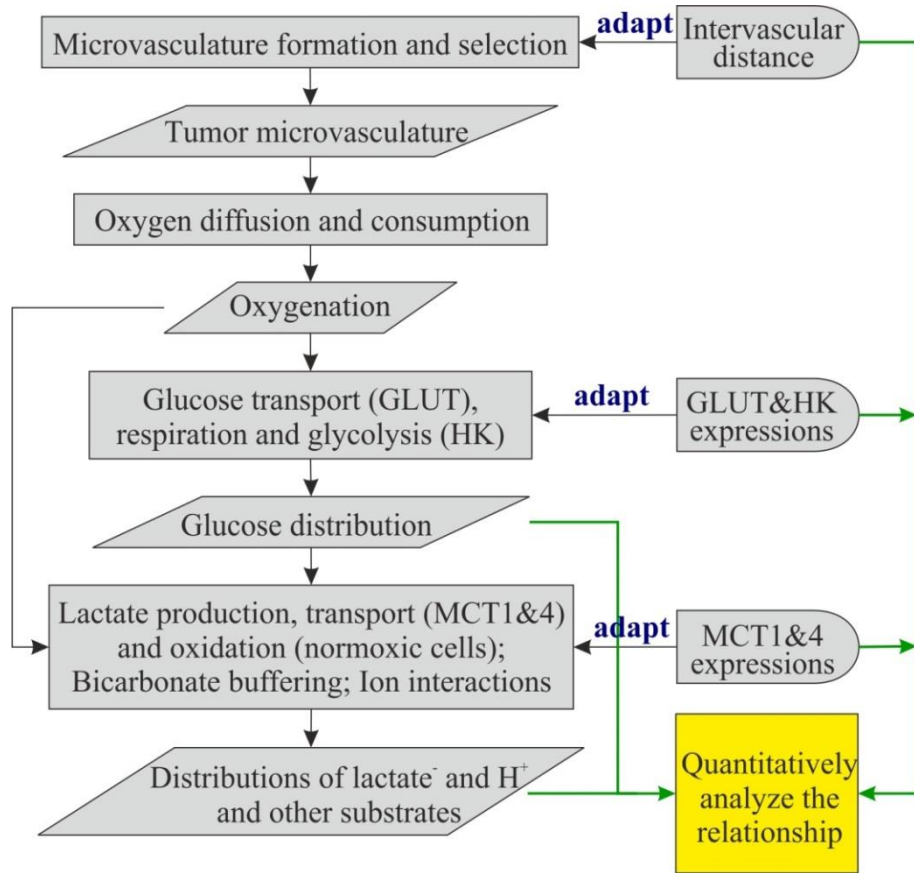 Microvasculature formation and selection
adapt
Intervascular
distance
Tumor microvasculature
Oxygen diffusion and consumption
Oxygenation
Glucose transport (GLUT),
respiration and glycolysis (HK)
adapt
GLUT&HK
expressions
Glucose distribution
Lactate production, transport (MCT1&4)
and oxidation (normoxic cells);
Bicarbonate buffering; Ion interactions
adapt
MCT1&4
expressions
Distributions of lactate⁻ and H⁺
and other substrates
Quantitatively
analyze the
relationship